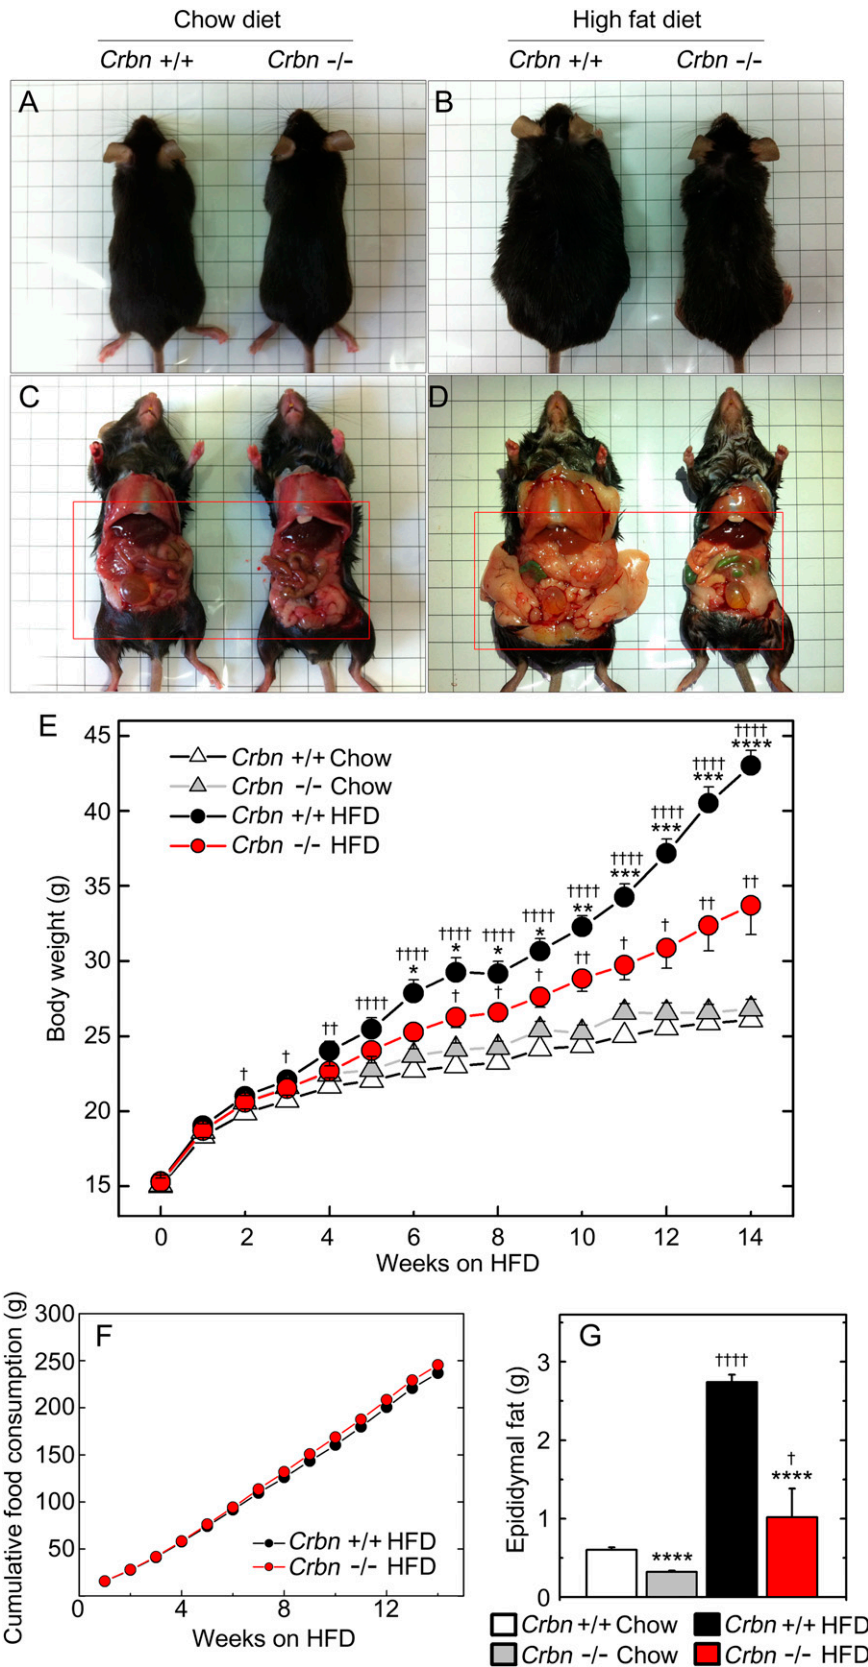 Chow diet
High fat diet
Crbn +/+
Crbn -/-
Crbn +/+
Crbn -/-
A
B
C
D
E
Crbn +/+ Chow
Crbn -/- Chow
Crbn +/+ HFD
Crbn -/- HFD
Body weight (g)
45
40
35
30
25
20
15
†
†
††
††††
††††
*
††††
*
††††
*
††††
*
††††
**
††††
***
††††
***
††††
***
††††
****
†
†
†
††
†
†
††
††
0
2
4
6
8
10
12
14
Weeks on HFD
F
Cumulative food consumption (g)
300
250
200
150
100
50
0
4
8
12
Crbn +/+ HFD
Crbn -/- HFD
Weeks on HFD
G
Epididymal fat (g)
3
2
1
0
****
††††
†
****
Crbn +/+ Chow
Crbn +/+ HFD
Crbn -/- Chow
Crbn -/- HFD